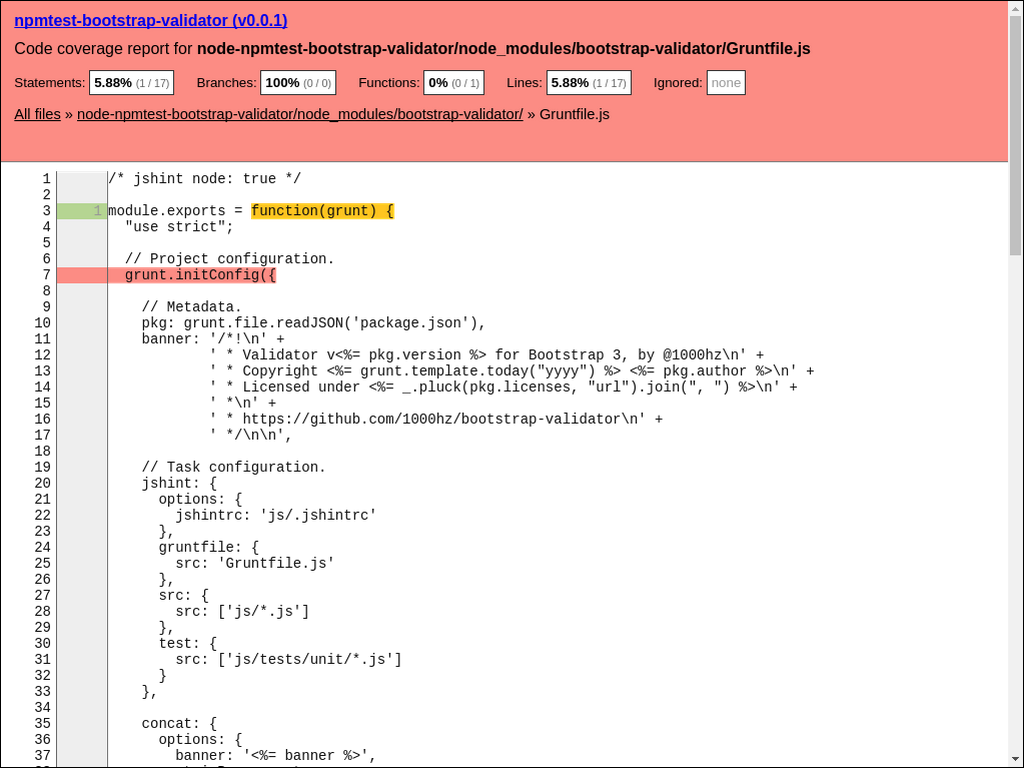 npmtest-bootstrap-validator (v0.0.1)
Code coverage report for node-npmtest-bootstrap-validator/node_modules/bootstrap-validator/Gruntfile.js
Statements: 5.88% (1 / 17) Branches: 100% (0 / 0) Functions: 0% (0 / 1) Lines: 5.88% (1 / 17) Ignored: none
All files » node-npmtest-bootstrap-validator/node_modules/bootstrap-validator/ » Gruntfile.js
1 /* jshint node: true */
2
3 1 module.exports = function(grunt) {
4 "use strict";
5
6 // Project configuration.
7 grunt.initConfig({
8
9 // Metadata.
10 pkg: grunt.file.readJSON('package.json'),
11 banner: '/*!\n' +
12 ' * Validator v<%= pkg.version %> for Bootstrap 3, by @1000hz\n' +
13 ' * Copyright <%= grunt.template.today("yyyy") %> <%= pkg.author %>\n' +
14 ' * Licensed under <%= _.pluck(pkg.licenses, "url").join(", ") %>\n' +
15 ' *\n' +
16 ' * https://github.com/1000hz/bootstrap-validator\n' +
17 ' */\n\n',
18
19 // Task configuration.
20 jshint: {
21 options: {
22 jshintrc: 'js/.jshintrc'
23 },
24 gruntfile: {
25 src: 'Gruntfile.js'
26 },
27 src: {
28 src: ['js/*.js']
29 },
30 test: {
31 src: ['js/tests/unit/*.js']
32 }
33 },
34
35 concat: {
36 options: {
37 banner: '<%= banner %>',